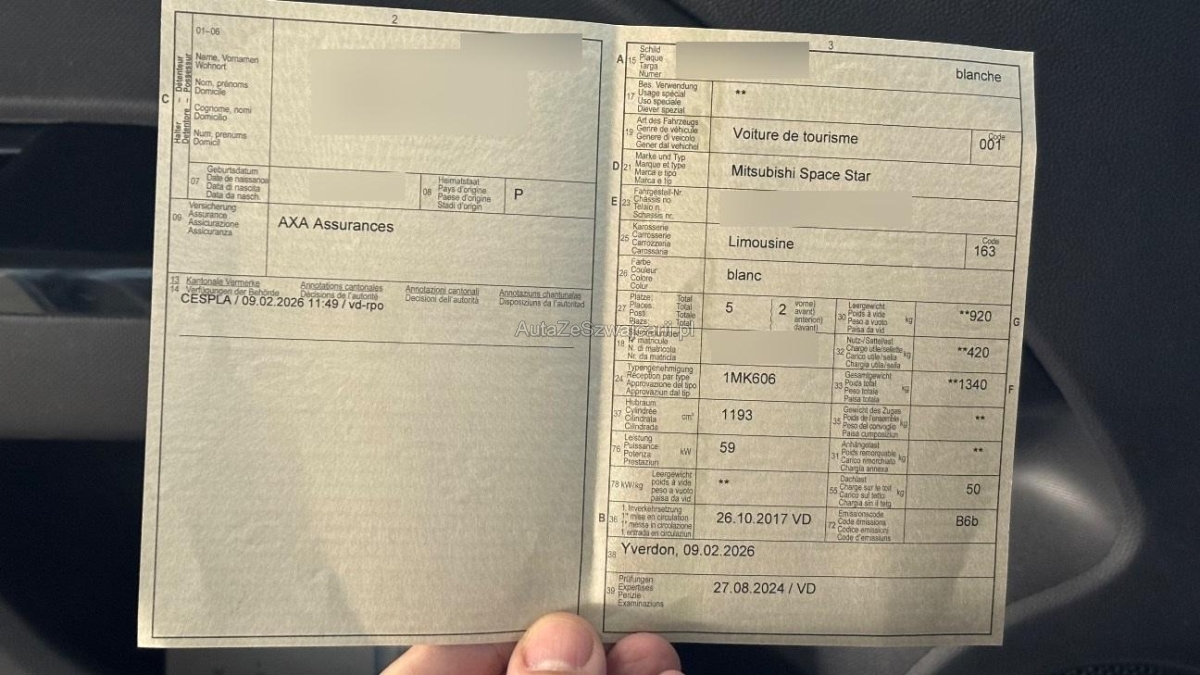 2
01-06
C
Halter - Détenteur
Detentore - Possessur
Name, Vornamen
Wohnort
Nom, prénoms
Domicile
Cognome, nomi
Domicilio
Num, prenums
Domicil
07
Geburtsdatum
Date de naissance
Data di nascita
Data da nasch.
08
Heimatstaat
Pays d'origine
Paese d'origine
Stadi d'origin
P
09
Versicherung
Assurance
Assicurazione
Assicuranza
AXA Assurances
13
14
Kantonale Vermerke
Verfügungen der Behörde
Annotations cantonales
Décisions de l'autorité
Annotazioni cantonali
Decisioni dell'autorità
Annotaziuns chantunalas
Disposiziuns da l'autoritad
CESPLA / 09.02.2026 11:49 / vd-rpo
AutaZeSzwajcarii.pl
3
A
15
Schild
Plaque
Targa
Numer
blanche
17
Bes. Verwendung
Usage spécial
Uso speciale
Diever spezial
**
19
Art des Fahrzeugs
Genre de véhicule
Genere di veicolo
Gener dal vehichel
Voiture de tourisme
Code
001
D
21
Marke und Typ
Marque et type
Marca e tipo
Marca e tip
Mitsubishi Space Star
E
23
Fahrgestell-Nr.
Châssis no
Telaio n.
Schassis nr.
25
Karosserie
Carrosserie
Carrozzeria
Carossaria
Limousine
Code
163
26
Farbe
Couleur
Colore
Colur
blanc
27
Plätze: Total
Places: Total
Posti: Totale
Plazs: Total
5
2
vorne)
avant)
anteriori)
davant)
30
Leergewicht
Poids à vide
Peso a vuoto
Paisa da vid
kg
**920
G
18
N° matricule
N. di matricola
Nr. da matricla
32
Nutz-/Sattellast
Charge utile/sellette
Carico utile/sella
Chargia utile/sella
kg
**420
24
Typengenehmigung
Réception par type
Approvazione del tipo
Approvaziun dal tip
1MK606
33
Gesamtgewicht
Poids total
Peso totale
Paisa totala
kg
**1340
F
37
Hubraum
Cylindrée
Cilindrata
Cilindrada
cm³
1193
35
Gewicht des Zuges
Poids de l'ensemble
Peso del convoglio
Paisa cumposiziun
kg
**
76
Leistung
Puissance
Potenza
Prestaziun
kW
59
31
Anhängelast
Poids remorquable
Carico rimorchiato
Chargia annexa
kg
**
78 kW/kg
Leergewicht
poids à vide
peso a vuoto
paisa da vid
**
55
Dachlast
Charge sur le toit
Carico sul tetto
Chargia sin il tetg
kg
50
B
36
1. Inverkehrsetzung
1re mise en circulation
1a messa in circolazione
1. entrada en circulaziun
26.10.2017 VD
72
Emissionscode
Code émissions
Codice emissioni
Code d'emissiuns
B6b
38
Yverdon, 09.02.2026
39
Prüfungen
Expertises
Perizie
Examinaziuns
27.08.2024 / VD